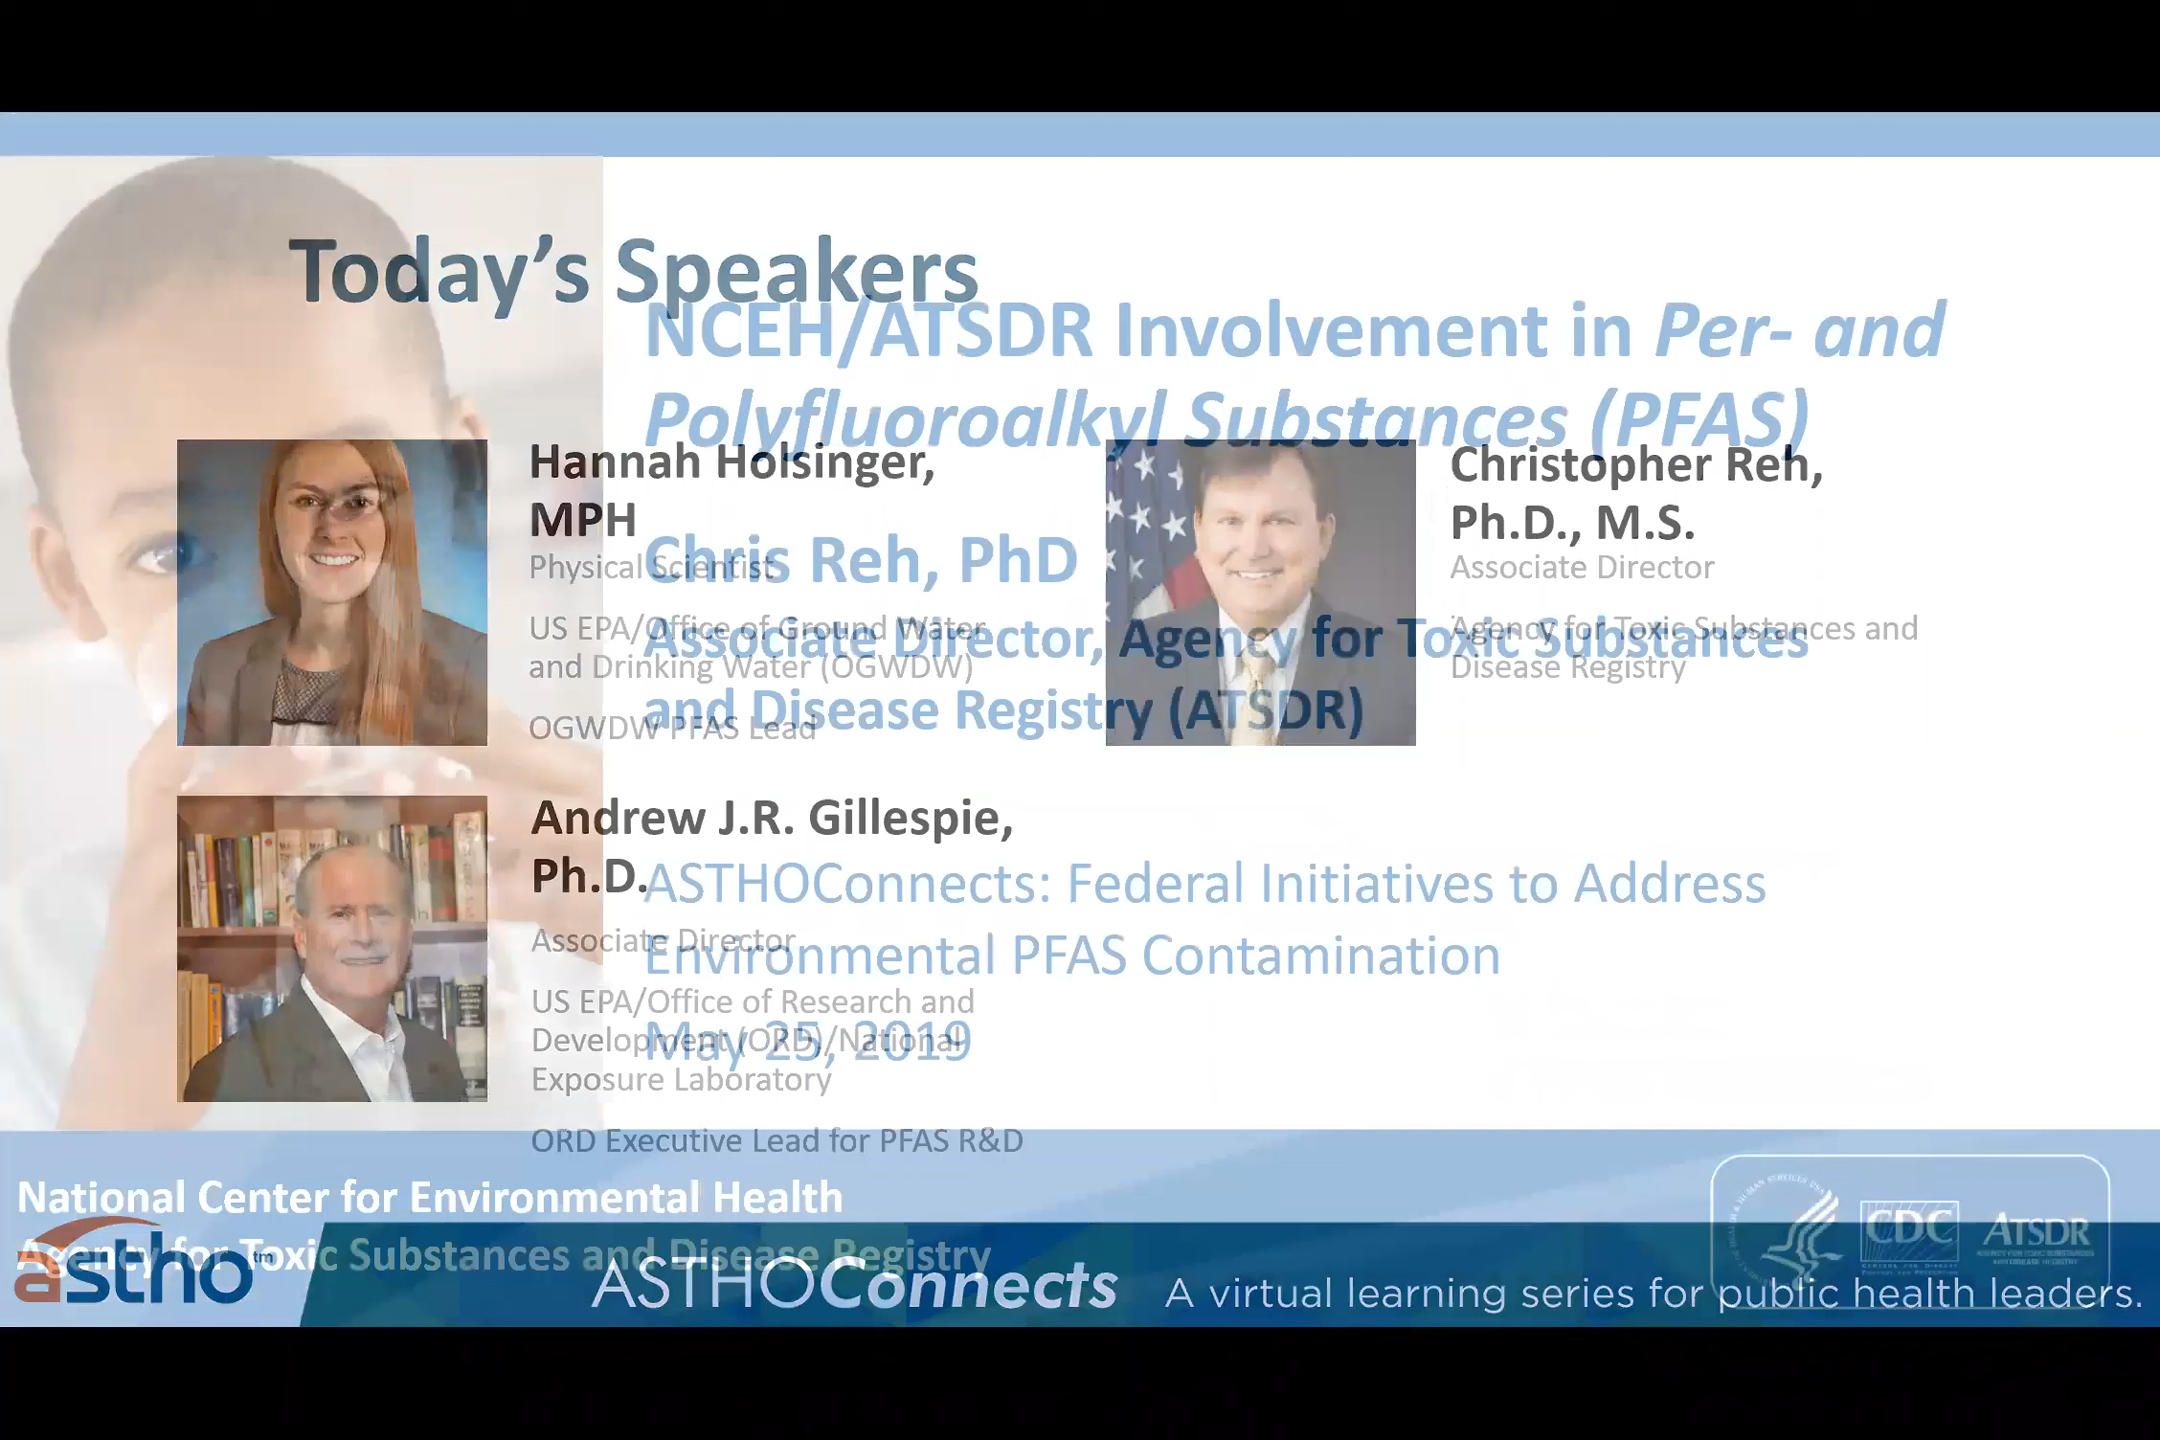 Today's Speakers
Hannah Holsinger,
MPH
Physical Scientist
US EPA/Office of Ground Water
and Drinking Water (OGWDW)
OGWDW PFAS Lead
Christopher Reh,
Ph.D., M.S.
Associate Director
Agency for Toxic Substances and
Disease Registry
Andrew J.R. Gillespie,
Ph.D.
Associate Director
US EPA/Office of Research and
Development (ORD)/National
Exposure Laboratory
ORD Executive Lead for PFAS R&D
NCEH/ATSDR Involvement in Per- and
Polyfluoroalkyl Substances (PFAS)
Chris Reh, PhD
Associate Director, Agency for Toxic Substances
and Disease Registry (ATSDR)
ASTHOConnects: Federal Initiatives to Address
Environmental PFAS Contamination
May 25, 2019
National Center for Environmental Health
Agency for Toxic Substances and Disease Registry
CDC
ATSDR
astho™
ASTHOConnects
A virtual learning series for public health leaders.